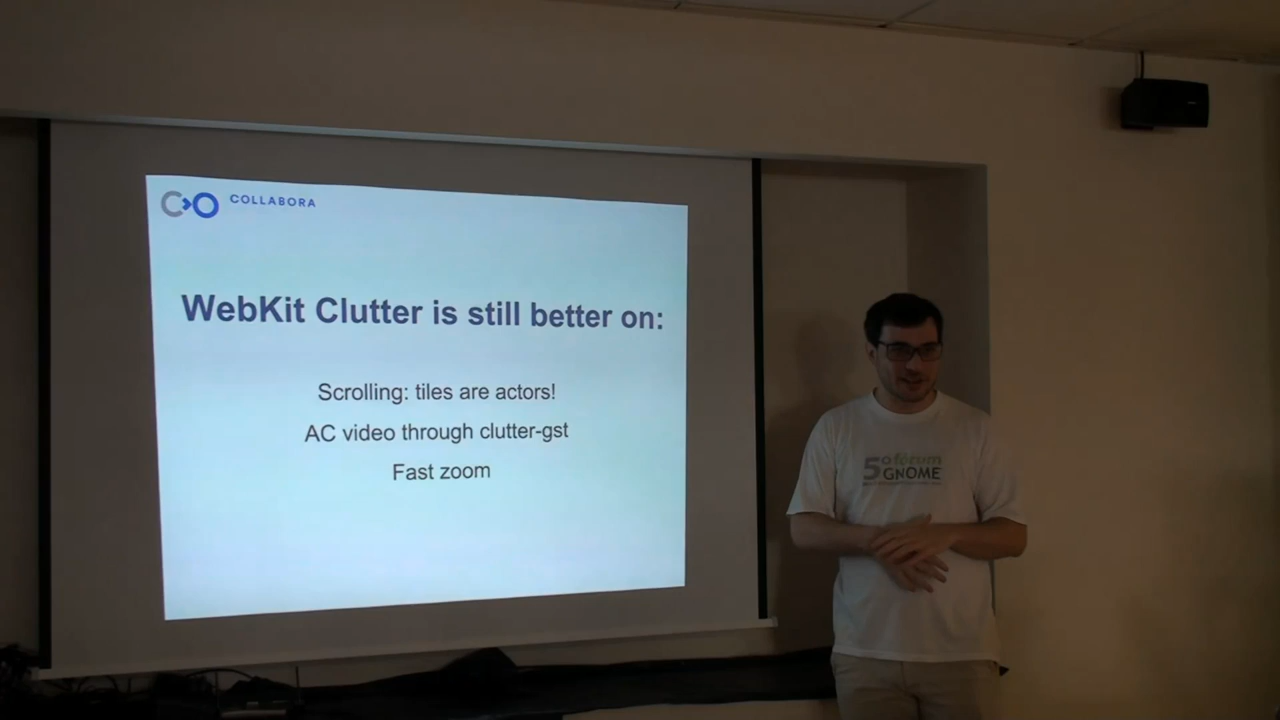 COLLABORA
WebKit Clutter is still better on:
Scrolling: tiles are actors!
AC video through clutter-gst
Fast zoom
5º fórum
GNOME